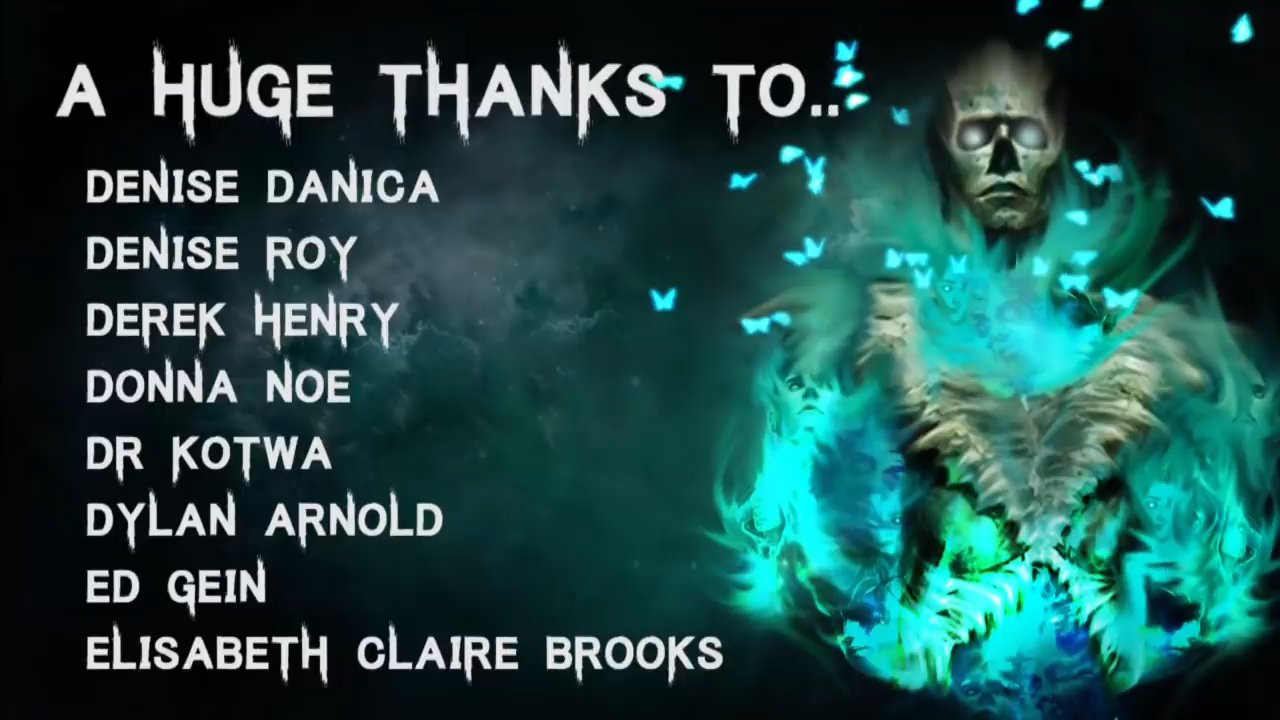 A HUGE THANKS TO..
DENISE DANICA
DENISE ROY
DEREK HENRY
DONNA NOE
DR KOTWA
DYLAN ARNOLD
ED GEIN
ELISABETH CLAIRE BROOKS